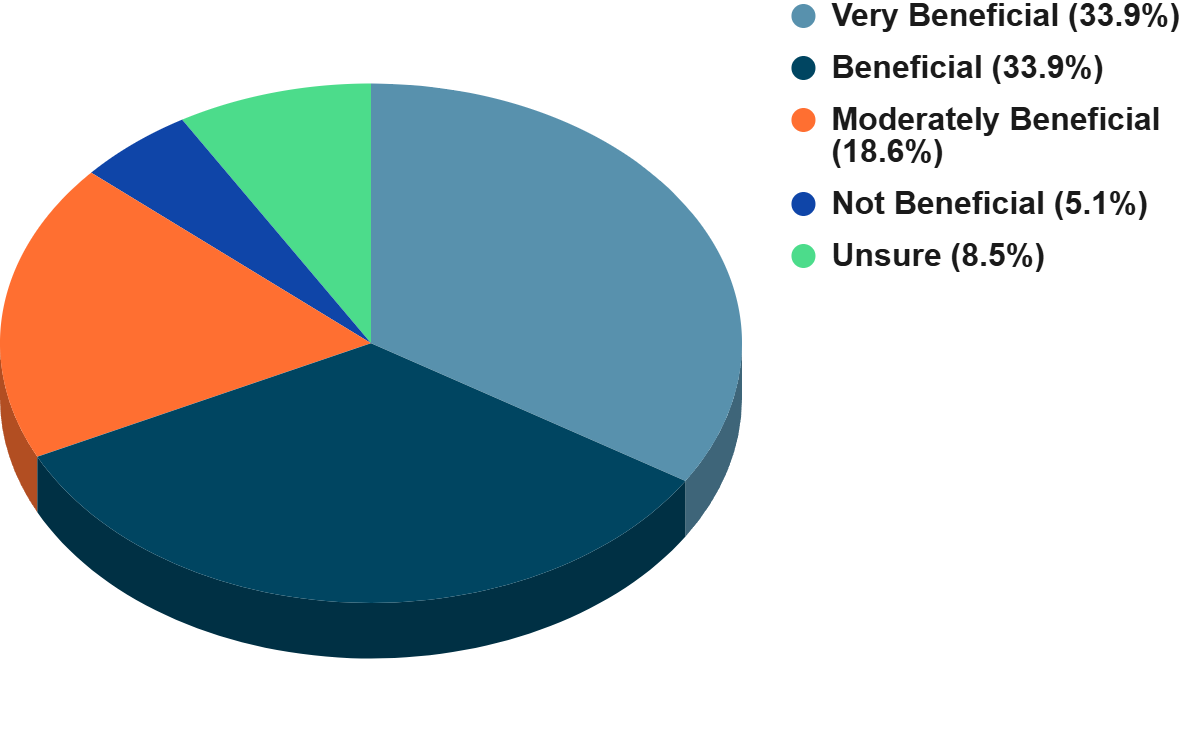 Very Beneficial (33.9%)
Beneficial (33.9%)
Moderately Beneficial
(18.6%)
Not Beneficial (5.1%)
Unsure (8.5%)